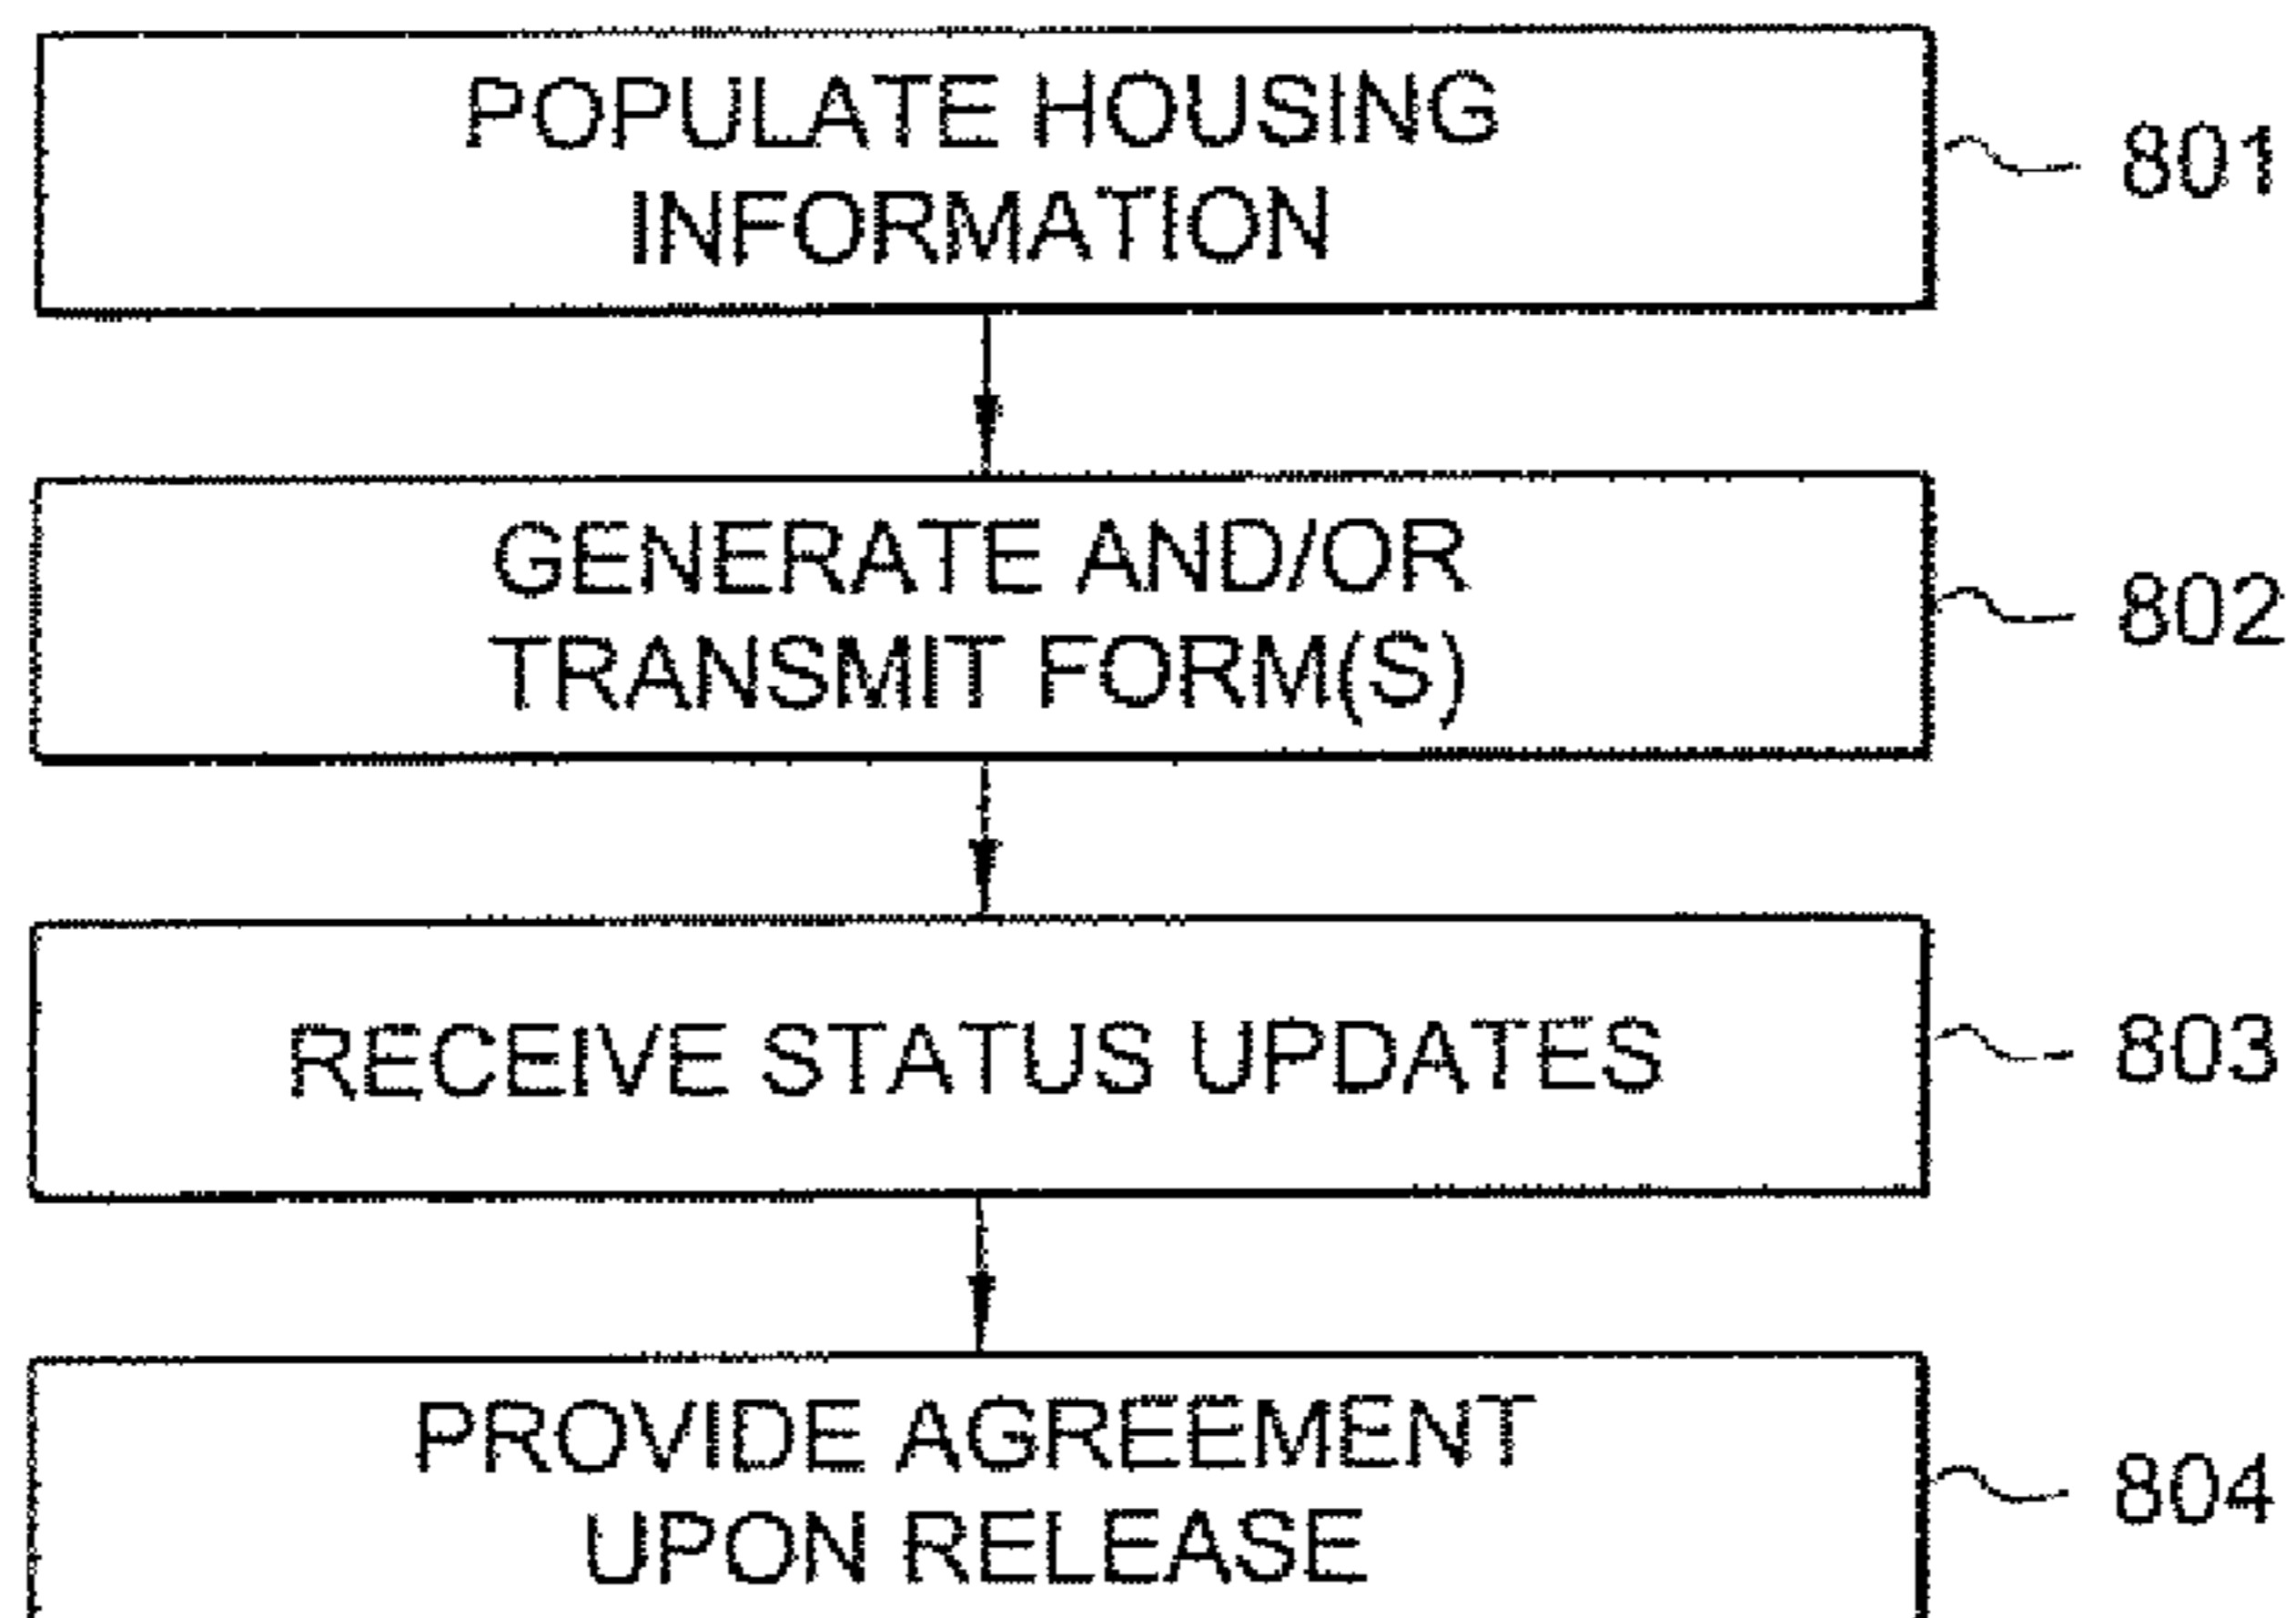 POPULATE HOUSING
INFORMATION
801
GENERATE AND/OR
TRANSMIT FORM(S)
802
RECEIVE STATUS UPDATES
803
PROVIDE AGREEMENT
UPON RELEASE
804